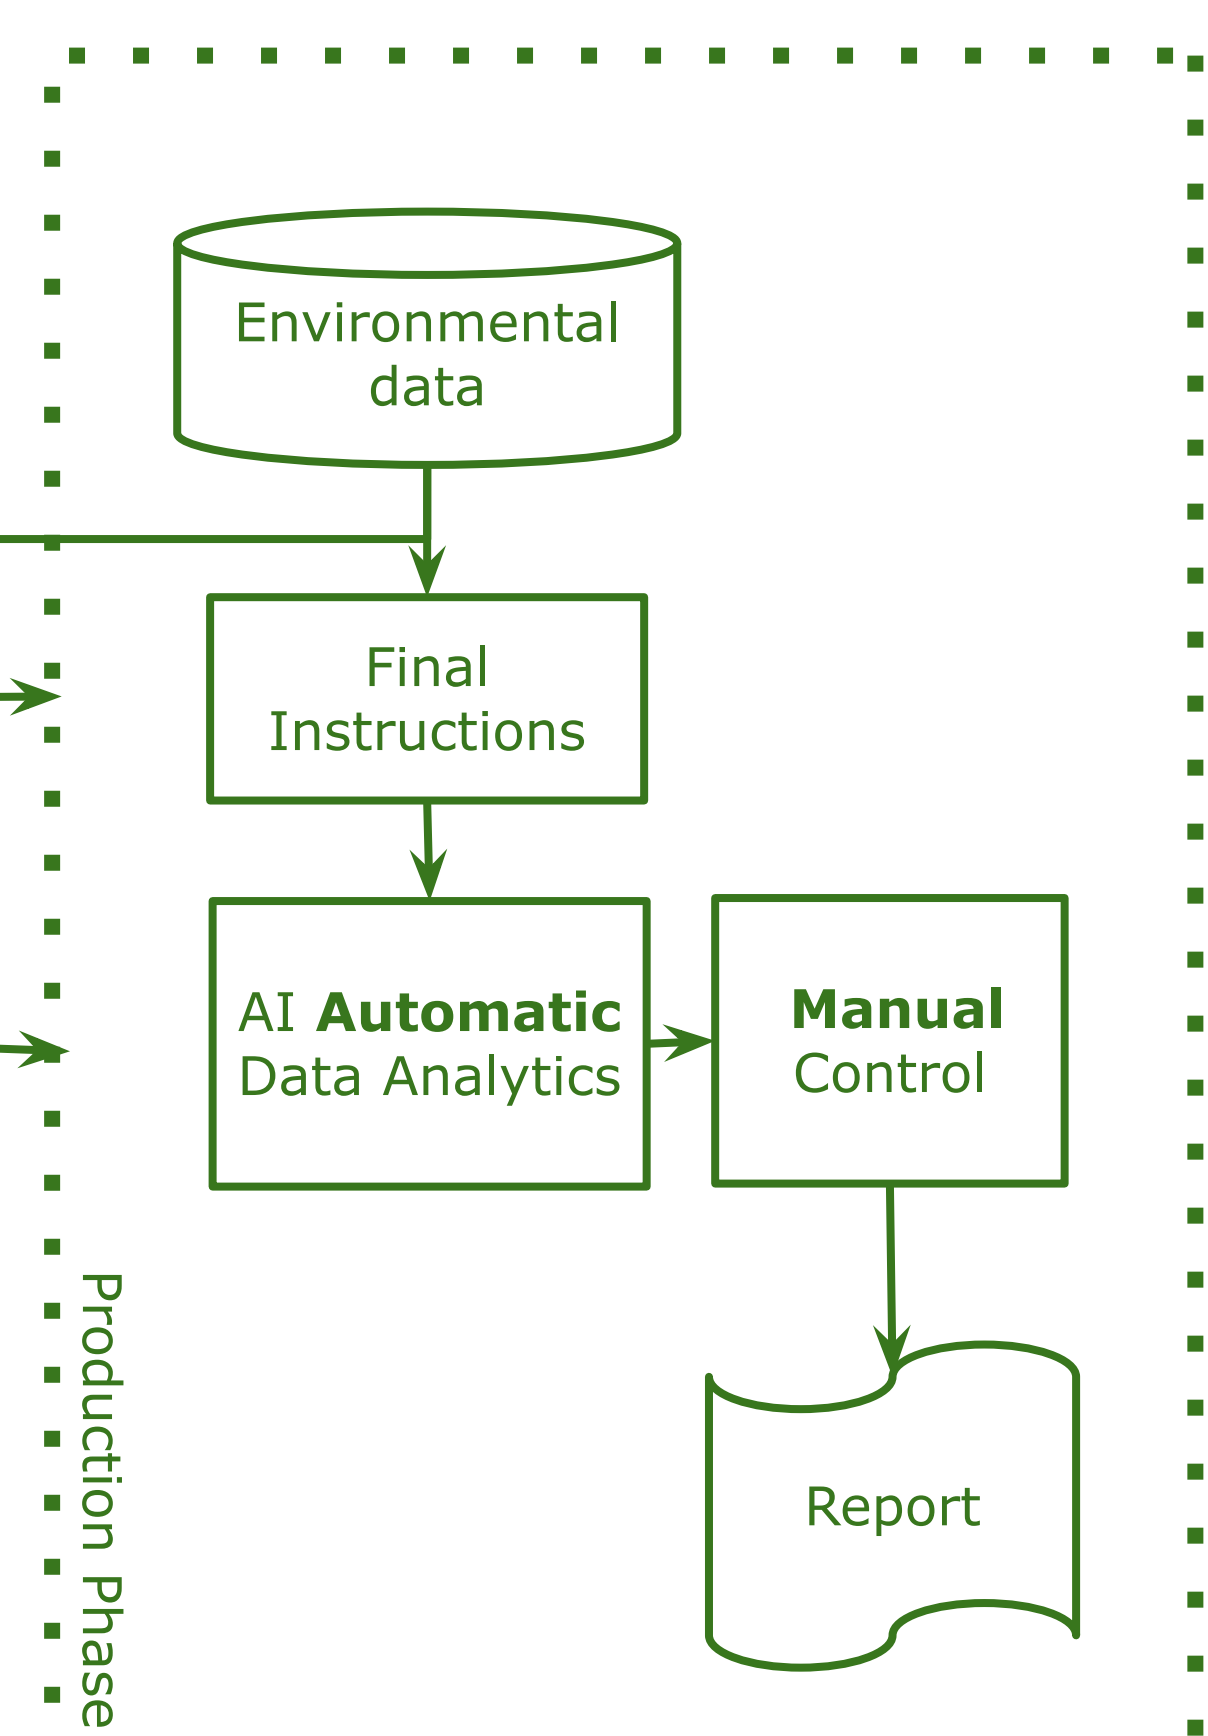 Environmental
data
Final
Instructions
AI Automatic
Data Analytics
Manual
Control
Report
Production Phase